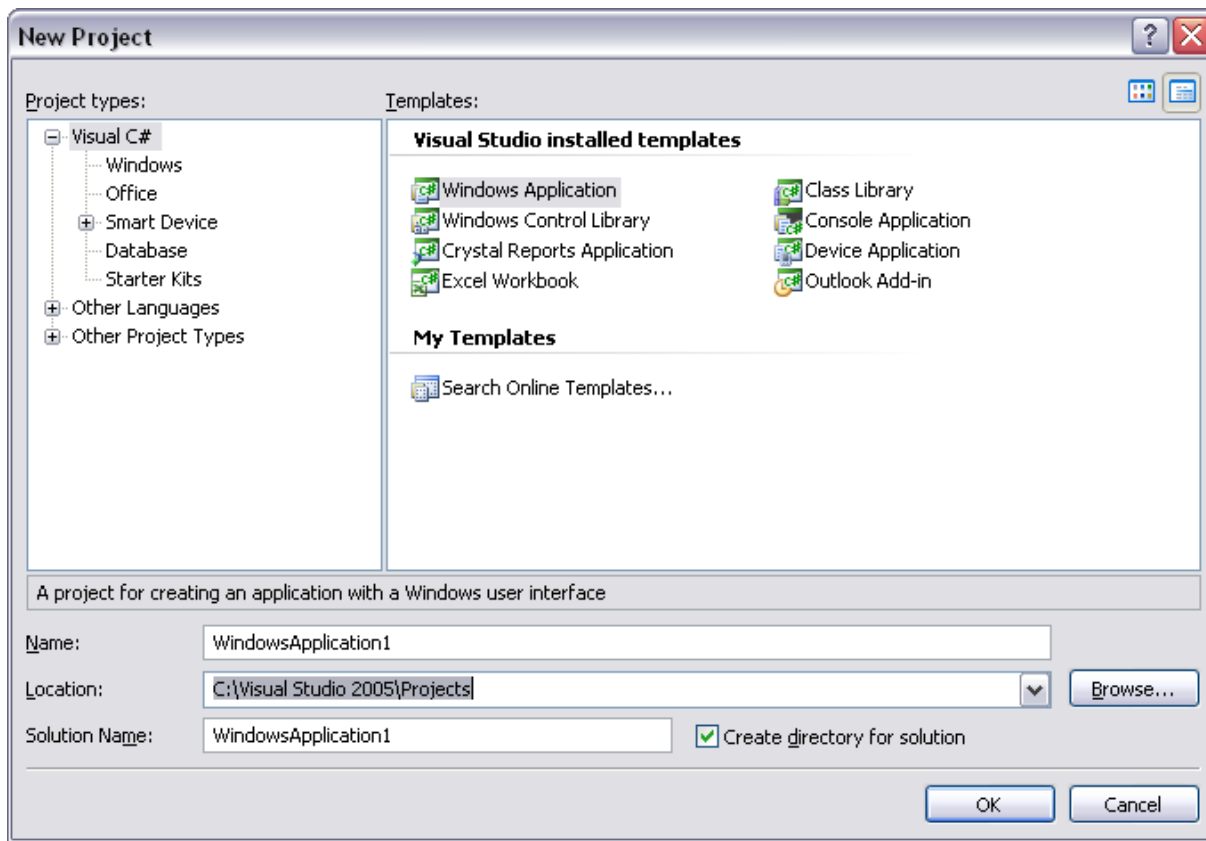 New Project
Project types:
Templates:
Visual C#
Windows
Office
Smart Device
Database
Starter Kits
Other Languages
Other Project Types
Visual Studio installed templates
Windows Application
Class Library
Windows Control Library
Console Application
Crystal Reports Application
Device Application
Excel Workbook
Outlook Add-in
My Templates
Search Online Templates...
A project for creating an application with a Windows user interface
Name:
WindowsApplication1
Location:
C:\Visual Studio 2005\Projects
Browse...
Solution Name:
WindowsApplication1
Create directory for solution
OK
Cancel